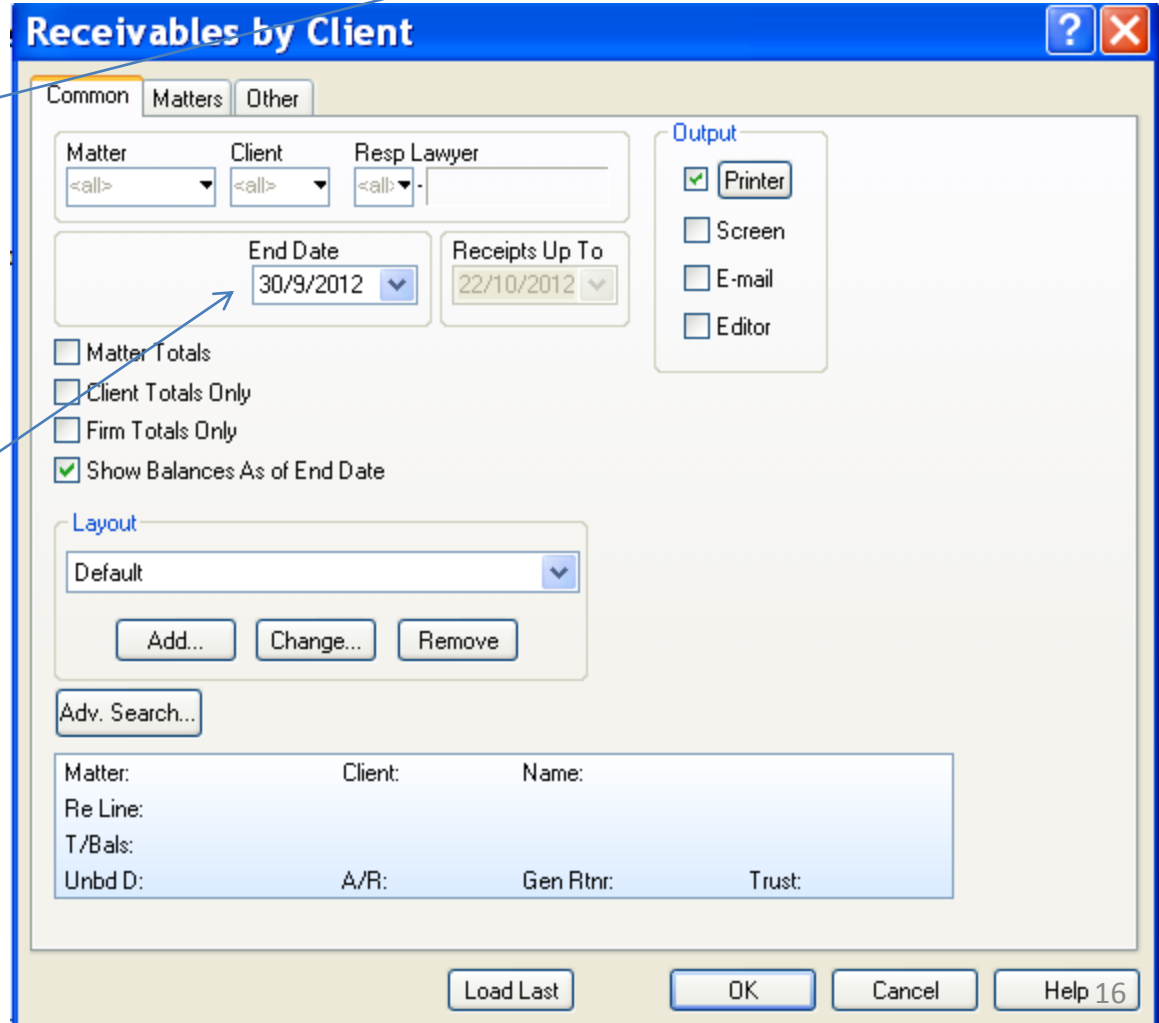 Receivables by Client
Common Matters Other
Matter Client Resp Lawyer
<all> <all> <all> -
Output
Printer
Screen
E-mail
Editor
End Date Receipts Up To
30/9/2012 22/10/2012
Matter Totals
Client Totals Only
Firm Totals Only
Show Balances As of End Date
Layout
Default
Add... Change... Remove
Adv. Search...
Matter: Client: Name:
Re Line:
T/Bals:
Unbd D: A/R: Gen Rtnr: Trust:
Load Last OK Cancel Help 16